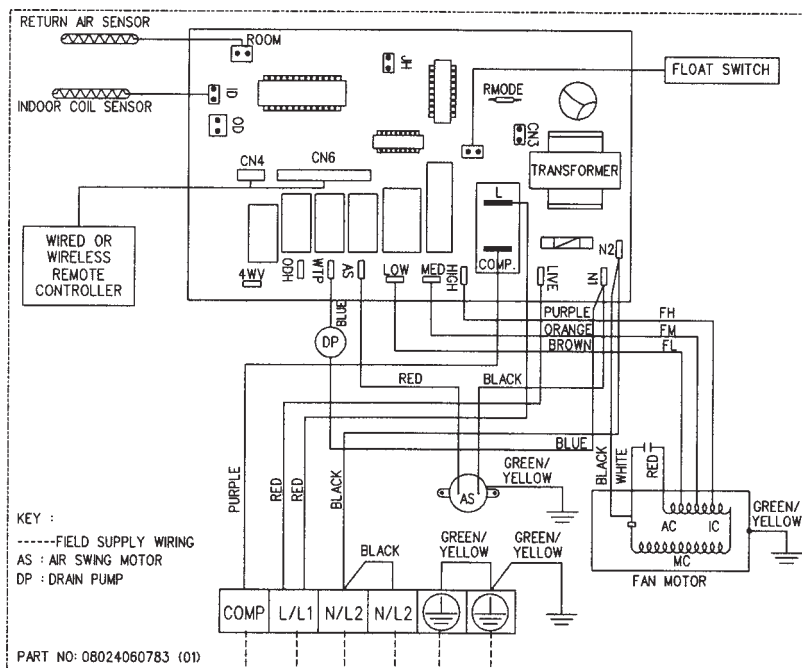 RETURN AIR SENSOR
ROOM
JH
FLOAT SWITCH
ID
RMODE
INDOOR COIL SENSOR
OD
CN3
CN4
CN6
L
TRANSFORMER
WIRED OR
WIRELESS
REMOTE
CONTROLLER
N2
COMP.
4WV
ODH
WTP
AS
LOW
MED
HIGH
LIVE
N1
BLUE
PURPLE
FH
ORANGE
FM
DP
BROWN
FL
RED
BLACK
BLUE
BLACK
WHITE
RED
GREEN/
YELLOW
PURPLE
RED
RED
BLACK
AS
AC
IC
GREEN/
YELLOW
MC
FAN MOTOR
KEY :
------FIELD SUPPLY WIRING
AS : AIR SWING MOTOR
DP : DRAIN PUMP
BLACK
GREEN/
YELLOW
GREEN/
YELLOW
COMP
L/L1
N/L2
N/L2
PART NO: 08024060783 (01)